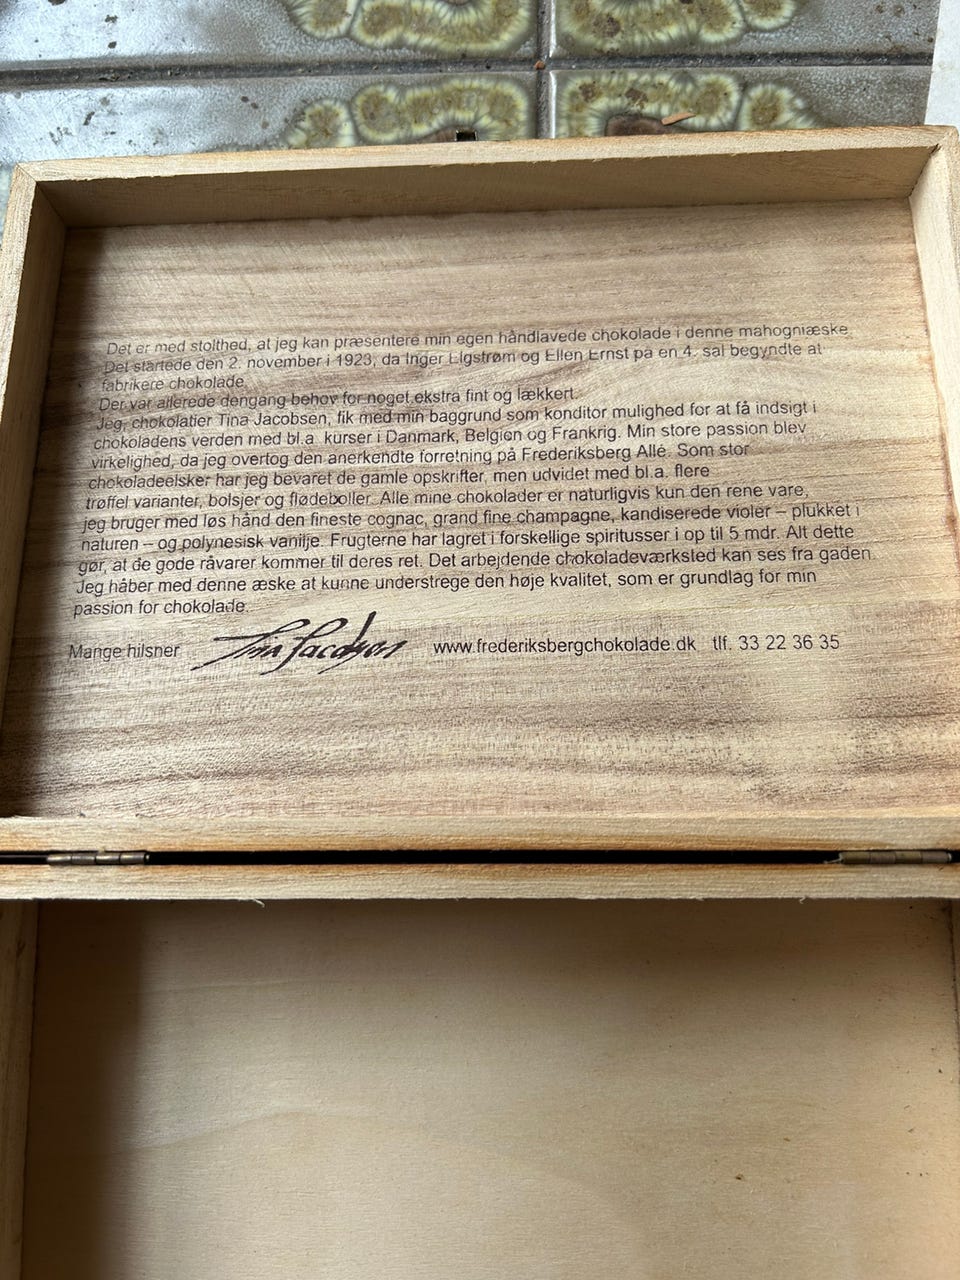 Det er med stolthed, at jeg kan præsentere min egen håndlavede chokolade i denne mahogniæske.
Det startede den 2. november i 1923, da Inger Elgstrøm og Ellen Ernst på en 4. sal begyndte at
fabrikere chokolade.
Der var allerede dengang behov for noget ekstra fint og lækkert.
Jeg, chokolatier Tina Jacobsen, fik med min baggrund som konditor mulighed for at få indsigt i
chokoladens verden med bl.a. kurser i Danmark, Belgien og Frankrig. Min store passion blev
virkelighed, da jeg overtog den anerkendte forretning på Frederiksberg Allé. Som stor
chokoladeelsker har jeg bevaret de gamle opskrifter, men udvidet med bl.a. flere
trøffel varianter, bolsjer og flødeboller. Alle mine chokolader er naturligvis kun den rene vare,
jeg bruger med løs hånd den fineste cognac, grand fine champagne, kandiserede violer – plukket i
naturen – og polynesisk vanilje. Frugterne har lagret i forskellige spiritusser i op til 5 mdr. Alt dette
gør, at de gode råvarer kommer til deres ret. Det arbejdende chokoladeværksted kan ses fra gaden.
Jeg håber med denne æske at kunne understrege den høje kvalitet, som er grundlag for min
passion for chokolade.
Mange hilsner Tina Jacobsen www.frederiksbergchokolade.dk tlf. 33 22 36 35